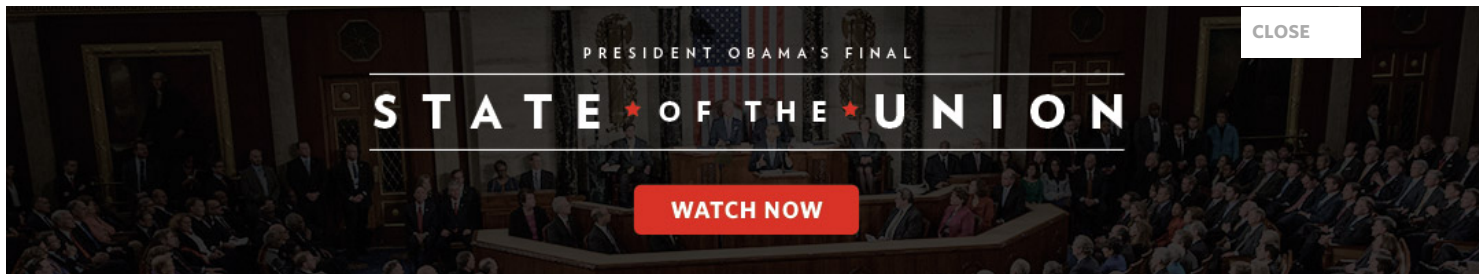 CLOSE
PRESIDENT OBAMA'S FINAL
STATE ★ OF THE ★ UNION
WATCH NOW